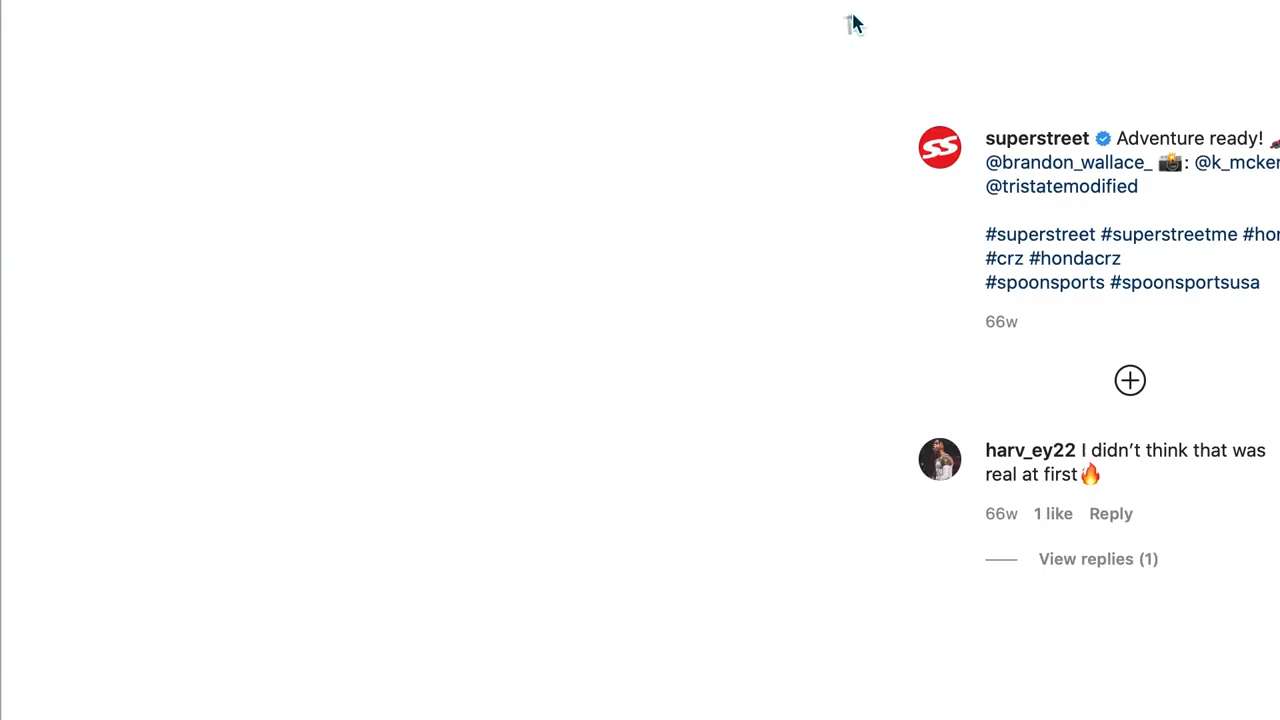 superstreet Adventure ready!
@brandon_wallace_ 📸: @k_mcker
@tristatemodified
#superstreet #superstreetme #hon
#crz #hondacrz
#spoonsports #spoonsportsusa
66w
harv_ey22 I didn’t think that was
real at first🔥
66w 1 like Reply
View replies (1)